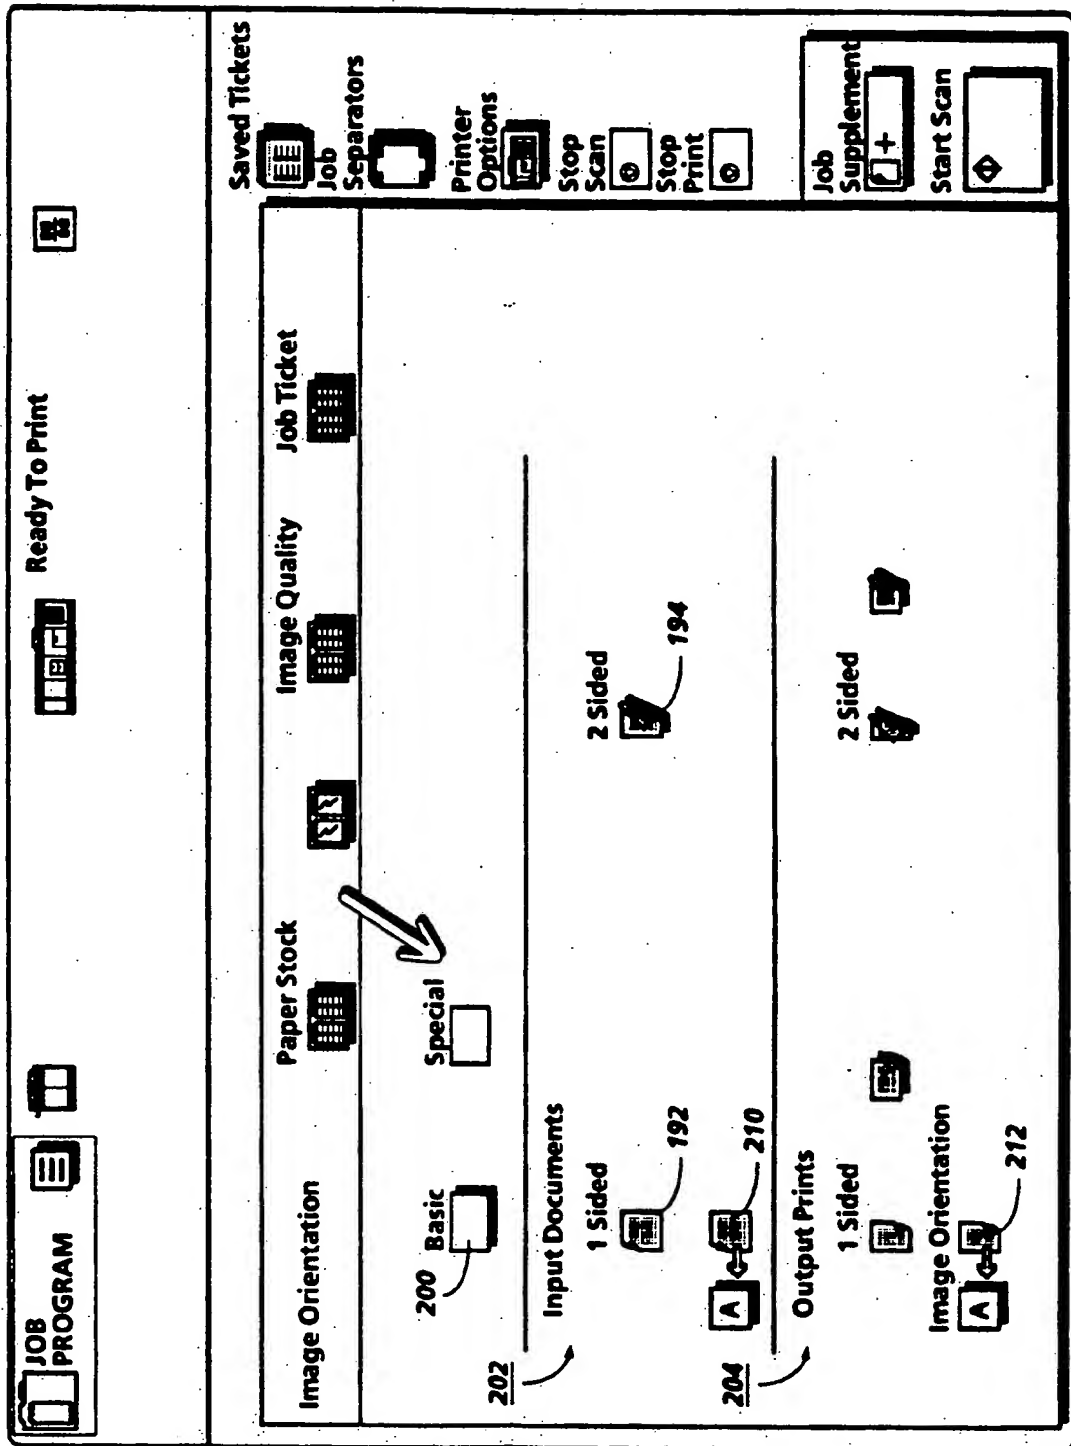 JOB
PROGRAM
Ready To Print
Image Orientation
Paper Stock
Image Quality
Job Ticket
Saved Tickets
Job
Separators
Printer
Options
Stop
Scan
Stop
Print
Job
Supplement
Start Scan
Basic
Special
200
202
Input Documents
1 Sided
2 Sided
192
194
A
210
204
Output Prints
1 Sided
2 Sided
Image Orientation
A
212